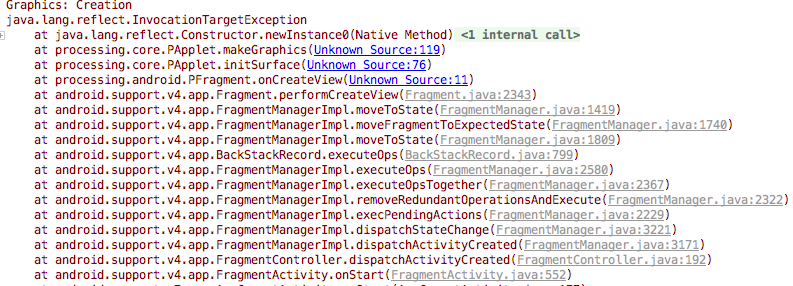 Graphics: Creation
java.lang.reflect.InvocationTargetException
at java.lang.reflect.Constructor.newInstance0(Native Method) <1 internal call>
at processing.core.PApplet.makeGraphics(Unknown Source:119)
at processing.core.PApplet.initSurface(Unknown Source:76)
at processing.android.PFragment.onCreateView(Unknown Source:11)
at android.support.v4.app.Fragment.performCreateView(Fragment.java:2343)
at android.support.v4.app.FragmentManagerImpl.moveToState(FragmentManager.java:1419)
at android.support.v4.app.FragmentManagerImpl.moveFragmentToExpectedState(FragmentManager.java:1740)
at android.support.v4.app.FragmentManagerImpl.moveToState(FragmentManager.java:1809)
at android.support.v4.app.BackStackRecord.executeOps(BackStackRecord.java:799)
at android.support.v4.app.FragmentManagerImpl.executeOps(FragmentManager.java:2580)
at android.support.v4.app.FragmentManagerImpl.executeOpsTogether(FragmentManager.java:2367)
at android.support.v4.app.FragmentManagerImpl.removeRedundantOperationsAndExecute(FragmentManager.java:2322)
at android.support.v4.app.FragmentManagerImpl.execPendingActions(FragmentManager.java:2229)
at android.support.v4.app.FragmentManagerImpl.dispatchStateChange(FragmentManager.java:3221)
at android.support.v4.app.FragmentManagerImpl.dispatchActivityCreated(FragmentManager.java:3171)
at android.support.v4.app.FragmentController.dispatchActivityCreated(FragmentController.java:192)
at android.support.v4.app.FragmentActivity.onStart(FragmentActivity.java:552)